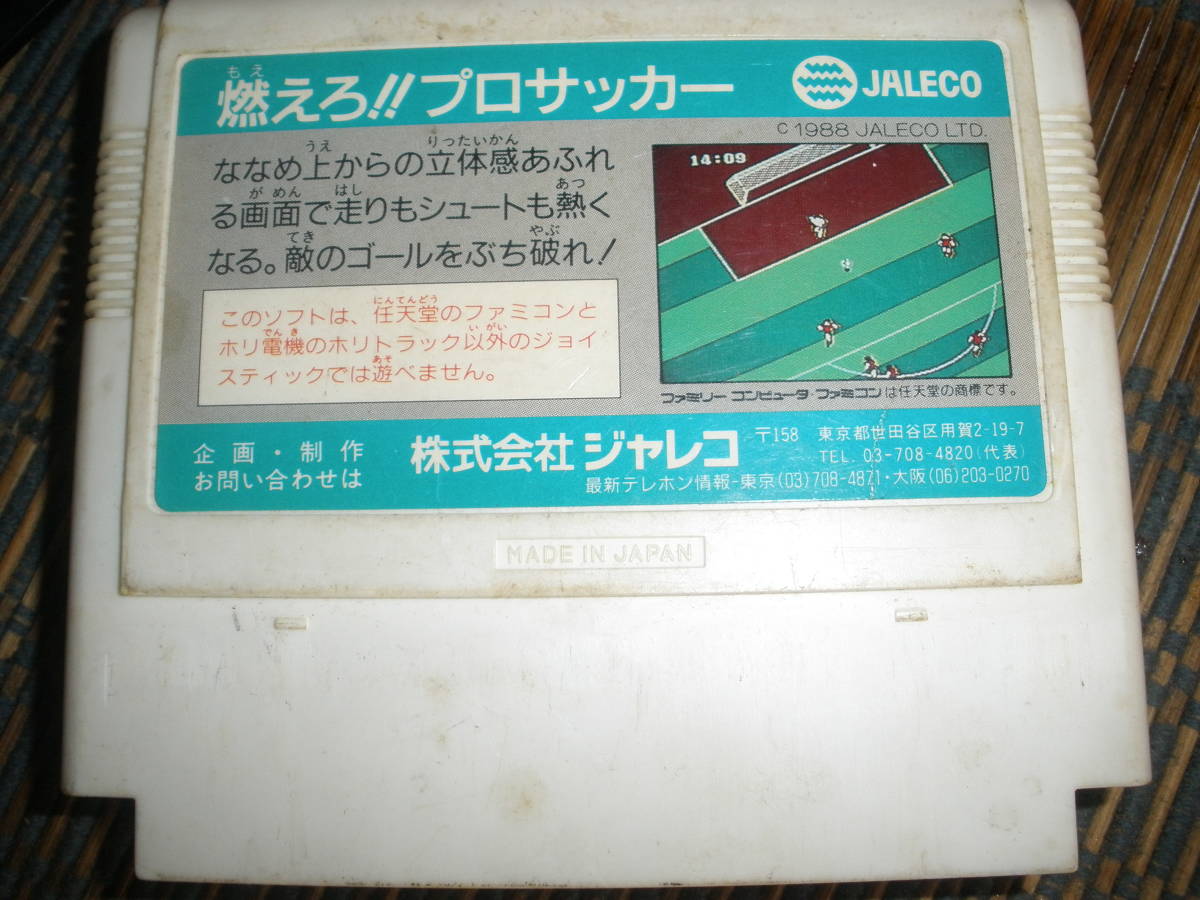 もえ
燃えろ!!プロサッカー
JALECO
© 1988 JALECO LTD.
うえ りったいかん
ななめ上からの立体感あふれ
がめん はし あつ
る画面で走りもシュートも熱く
てき やぶ
なる。敵のゴールをぶち破れ!
14:09
にんてんどう
このソフトは、任天堂のファミコンと
でんき いがい
ホリ電機のホリトラック以外のジョイ
あそ
スティックでは遊べません。
ファミリーコンピュータ ファミコンは任天堂の商標です。
企画・制作
お問い合わせは
株式会社 ジャレコ
〒158 東京都世田谷区用賀2-19-7
TEL. 03-708-4820(代表)
最新テレホン情報-東京(03)708-4871・大阪(06)203-0270
MADE IN JAPAN